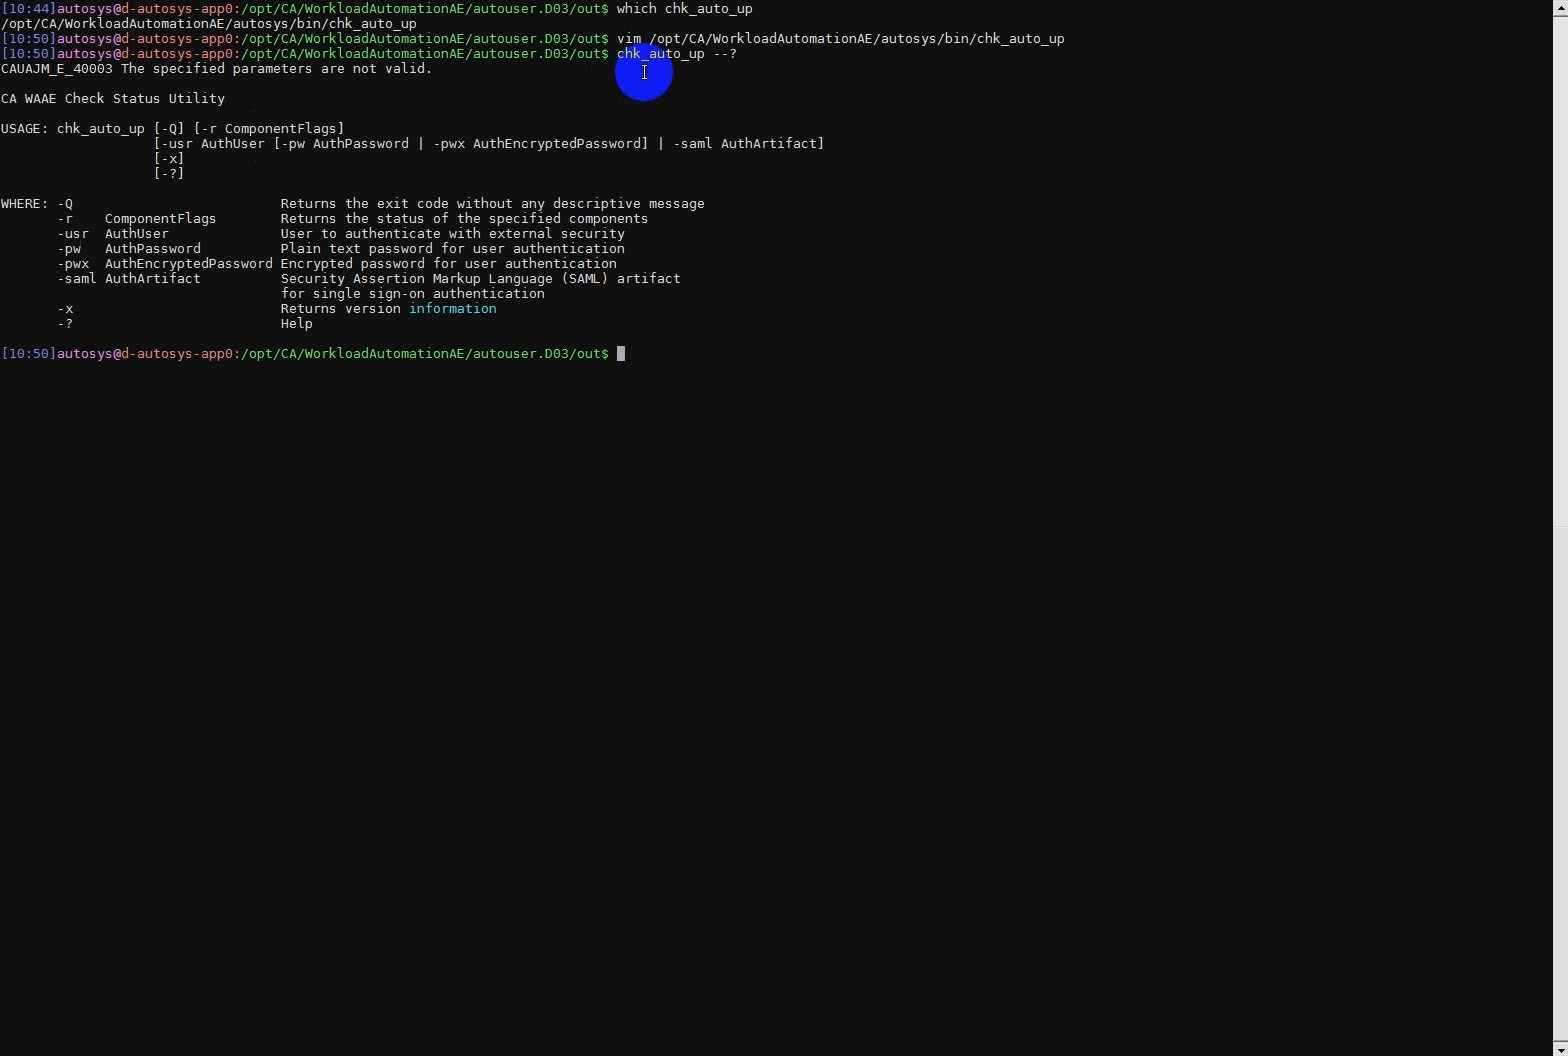 [10:44]autosys@d-autosys-app0:/opt/CA/WorkloadAutomationAE/autouser.D03/out$ which chk_auto_up
/opt/CA/WorkloadAutomationAE/autosys/bin/chk_auto_up
[10:50]autosys@d-autosys-app0:/opt/CA/WorkloadAutomationAE/autouser.D03/out$ vim /opt/CA/WorkloadAutomationAE/autosys/bin/chk_auto_up
[10:50]autosys@d-autosys-app0:/opt/CA/WorkloadAutomationAE/autouser.D03/out$ chk_auto_up --?
CAUAJM_E_40003 The specified parameters are not valid.

CA WAAE Check Status Utility

USAGE: chk_auto_up [-Q] [-r ComponentFlags]
                   [-usr AuthUser [-pw AuthPassword | -pwx AuthEncryptedPassword] | -saml AuthArtifact]
                   [-x]
                   [-?]

WHERE: -Q                          Returns the exit code without any descriptive message
       -r    ComponentFlags        Returns the status of the specified components
       -usr  AuthUser              User to authenticate with external security
       -pw   AuthPassword          Plain text password for user authentication
       -pwx  AuthEncryptedPassword Encrypted password for user authentication
       -saml AuthArtifact          Security Assertion Markup Language (SAML) artifact
                                   for single sign-on authentication
       -x                          Returns version information
       -?                          Help

[10:50]autosys@d-autosys-app0:/opt/CA/WorkloadAutomationAE/autouser.D03/out$